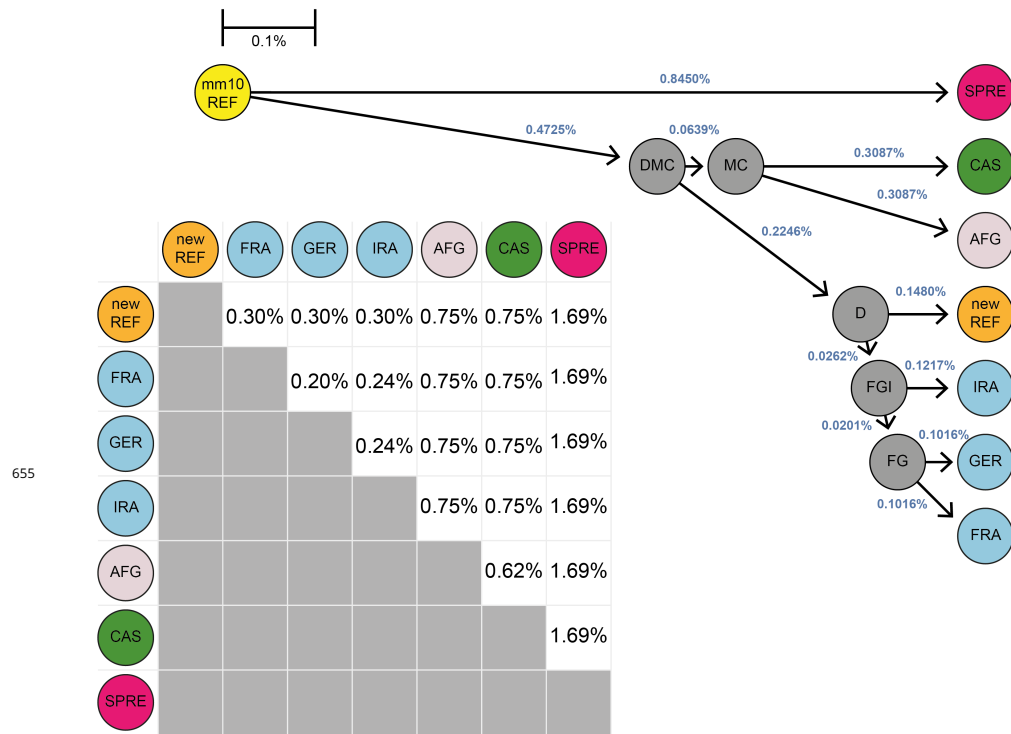 0.1%
mm10
REF
0.8450%
SPRE
0.4725%
0.0639%
DMC
MC
0.3087%
CAS
0.3087%
AFG
0.2246%
D
0.1480%
new
REF
0.0262%
FGI
0.1217%
IRA
0.0201%
FG
0.1016%
GER
0.1016%
FRA
new
REF
FRA
GER
IRA
AFG
CAS
SPRE
new
REF
0.30% 0.30% 0.30% 0.75% 0.75% 1.69%
FRA
0.20% 0.24% 0.75% 0.75% 1.69%
GER
0.24% 0.75% 0.75% 1.69%
655
IRA
0.75% 0.75% 1.69%
AFG
0.62% 1.69%
CAS
1.69%
SPRE